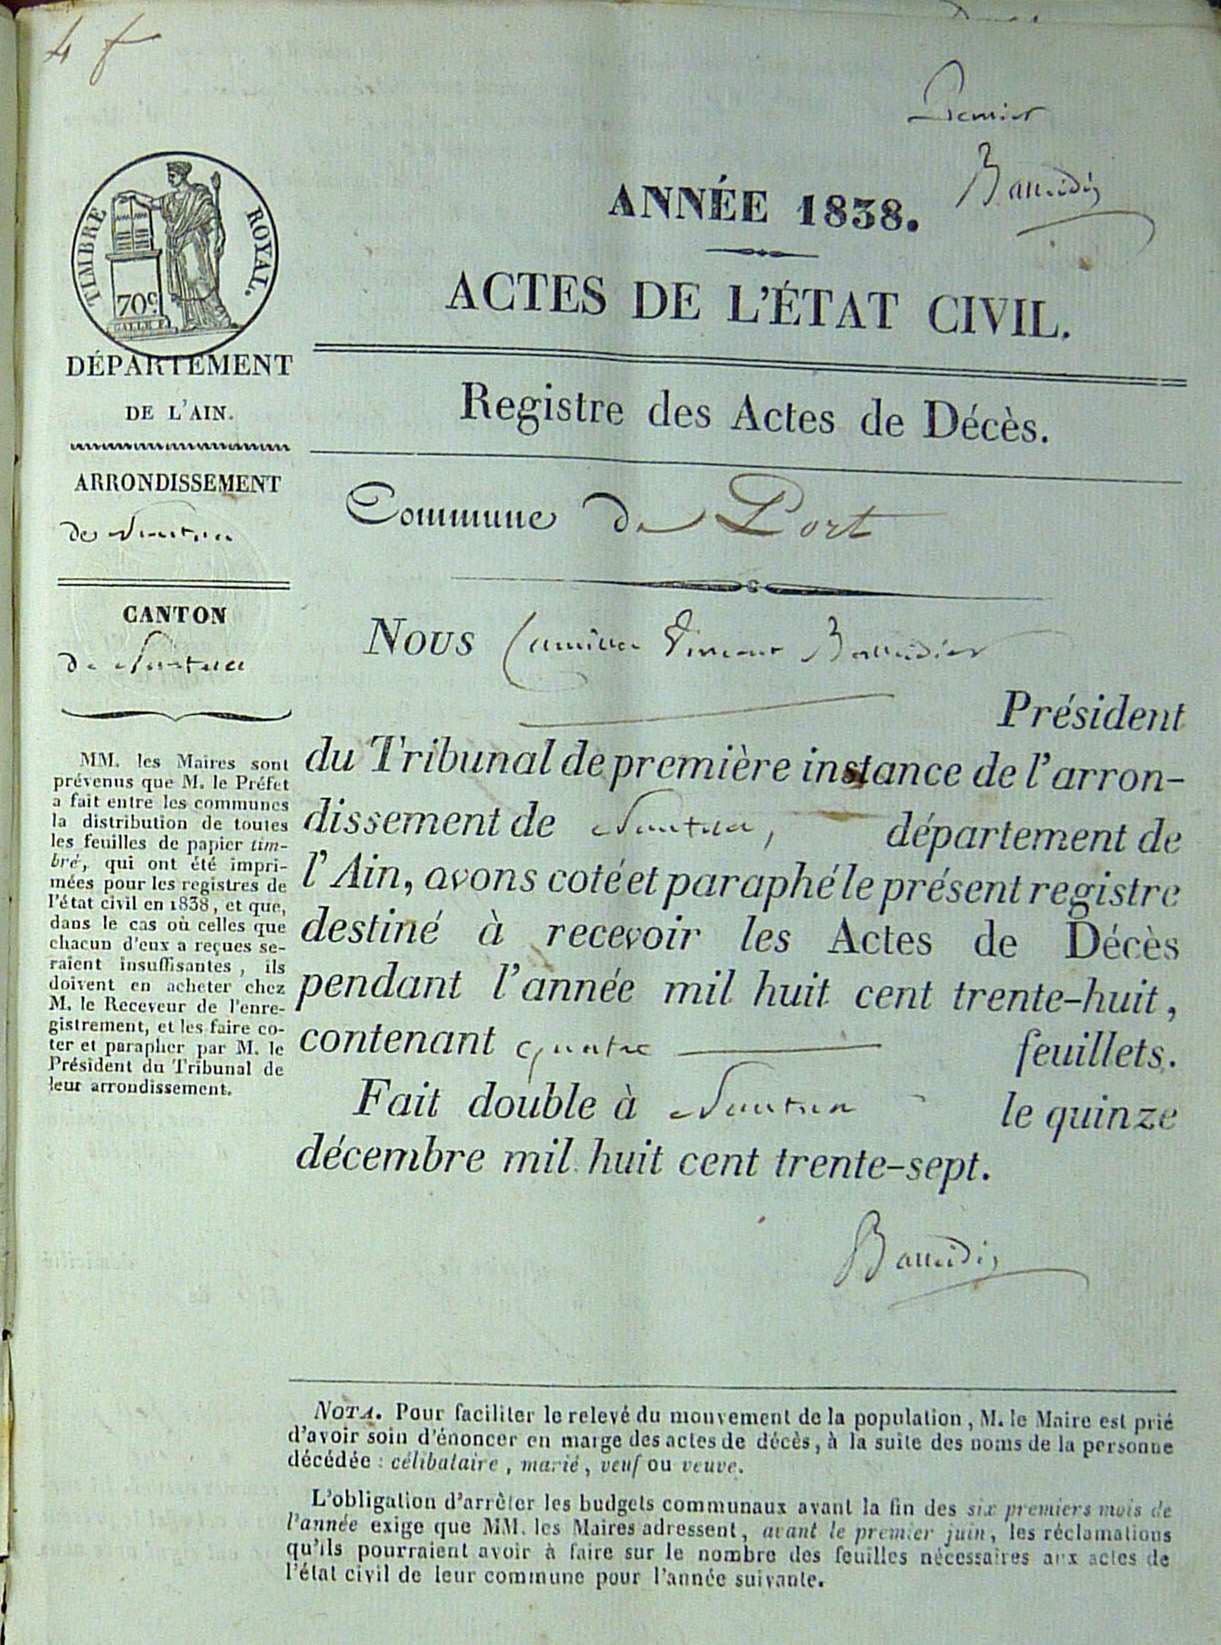 4 f
Premier
TIMBRE ROYAL.
70c
ANNÉE 1838.
ACTES DE L'ÉTAT CIVIL.
Registre des Actes de Décès.
DÉPARTEMENT
DE L'AIN.
ARRONDISSEMENT
de Nantua
CANTON
de Nantua
MM. les Maires sont
prévenus que M. le Préfet
a fait entre les communes
la distribution de toutes
les feuilles de papier tim-
bré, qui ont été impri-
mées pour les registres de
l'état civil en 1838, et que,
dans le cas où celles que
chacun d'eux a reçues se-
raient insuffisantes, ils
doivent en acheter chez
M. le Receveur de l'enre-
gistrement, et les faire co-
ter et parapher par M. le
Président du Tribunal de
leur arrondissement.
Commune de Port
Nous Camille Vincent
Président
du Tribunal de première instance de l'arron-
dissement de Nantua, département de
l'Ain, avons coté et paraphé le présent registre
destiné à recevoir les Actes de Décès
pendant l'année mil huit cent trente-huit,
contenant quatre feuillets.
Fait double à Nantua le quinze
décembre mil huit cent trente-sept.
NOTA. Pour faciliter le relevé du mouvement de la population, M. le Maire est prié
d'avoir soin d'énoncer en marge des actes de décès, à la suite des noms de la personne
décédée : célibataire, marié, veuf ou veuve.
L'obligation d'arrêter les budgets communaux avant la fin des six premiers mois de
l'année exige que MM. les Maires adressent, avant le premier juin, les réclamations
qu'ils pourraient avoir à faire sur le nombre des feuilles nécessaires aux actes de
l'état civil de leur commune pour l'année suivante.